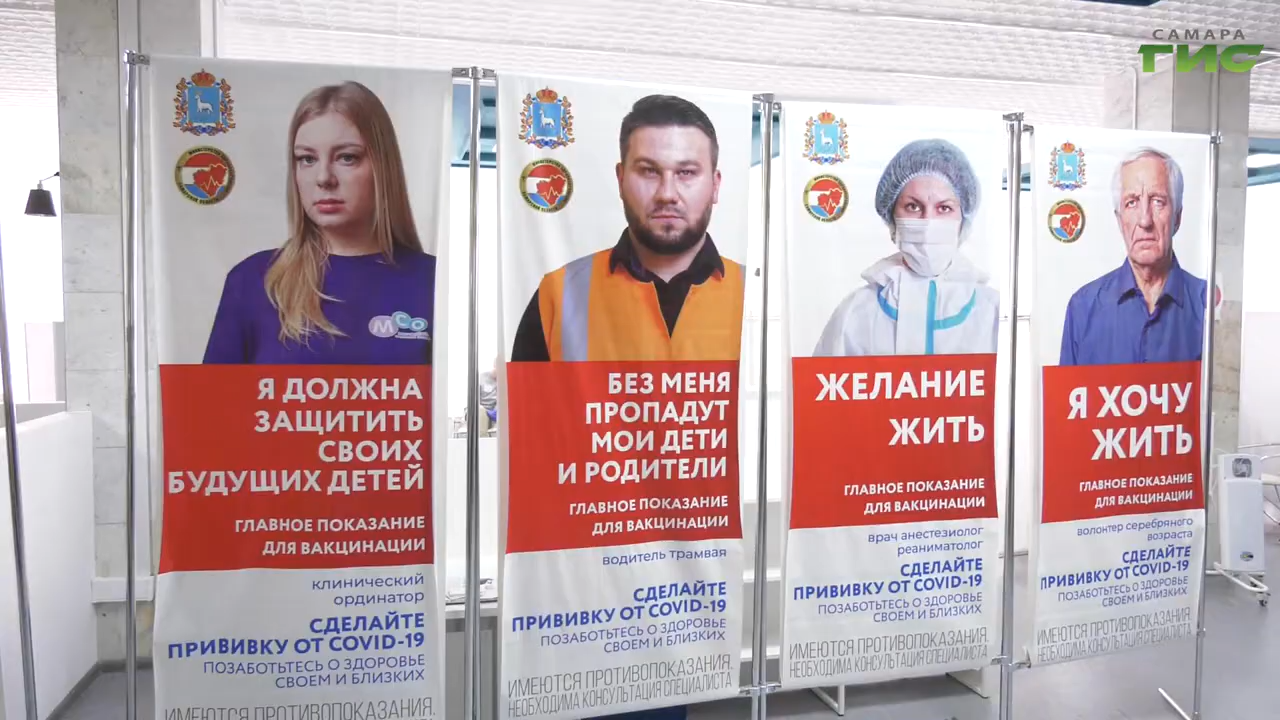 САМАРА
ГИС
МСО
Я ДОЛЖНА
ЗАЩИТИТЬ
СВОИХ
БУДУЩИХ ДЕТЕЙ
ГЛАВНОЕ ПОКАЗАНИЕ
ДЛЯ ВАКЦИНАЦИИ
клинический
ординатор
СДЕЛАЙТЕ
ПРИВИВКУ ОТ COVID-19
ПОЗАБОТЬТЕСЬ О ЗДОРОВЬЕ
СВОЕМ И БЛИЗКИХ
ИМЕЮТСЯ ПРОТИВОПОКАЗАНИЯ.
БЕЗ МЕНЯ
ПРОПАДУТ
МОИ ДЕТИ
И РОДИТЕЛИ
ГЛАВНОЕ ПОКАЗАНИЕ
ДЛЯ ВАКЦИНАЦИИ
водитель трамвая
СДЕЛАЙТЕ
ПРИВИВКУ ОТ COVID-19
ПОЗАБОТЬТЕСЬ О ЗДОРОВЬЕ
СВОЕМ И БЛИЗКИХ
ИМЕЮТСЯ ПРОТИВОПОКАЗАНИЯ.
НЕОБХОДИМА КОНСУЛЬТАЦИЯ СПЕЦИАЛИСТА
ЖЕЛАНИЕ
ЖИТЬ
ГЛАВНОЕ ПОКАЗАНИЕ
ДЛЯ ВАКЦИНАЦИИ
врач анестезиолог
реаниматолог
СДЕЛАЙТЕ
ПРИВИВКУ ОТ COVID-19
ПОЗАБОТЬТЕСЬ О ЗДОРОВЬЕ
СВОЕМ И БЛИЗКИХ
ИМЕЮТСЯ ПРОТИВОПОКАЗАНИЯ.
НЕОБХОДИМА КОНСУЛЬТАЦИЯ СПЕЦИАЛИСТА
Я ХОЧУ
ЖИТЬ
ГЛАВНОЕ ПОКАЗАНИЕ
ДЛЯ ВАКЦИНАЦИИ
волонтер серебряного
возраста
СДЕЛАЙТЕ
ПРИВИВКУ ОТ COVID-19
ПОЗАБОТЬТЕСЬ О ЗДОРОВЬЕ
СВОЕМ И БЛИЗКИХ
ИМЕЮТСЯ ПРОТИВОПОКАЗАНИЯ.
НЕОБХОДИМА КОНСУЛЬТАЦИЯ СПЕЦИАЛИСТА